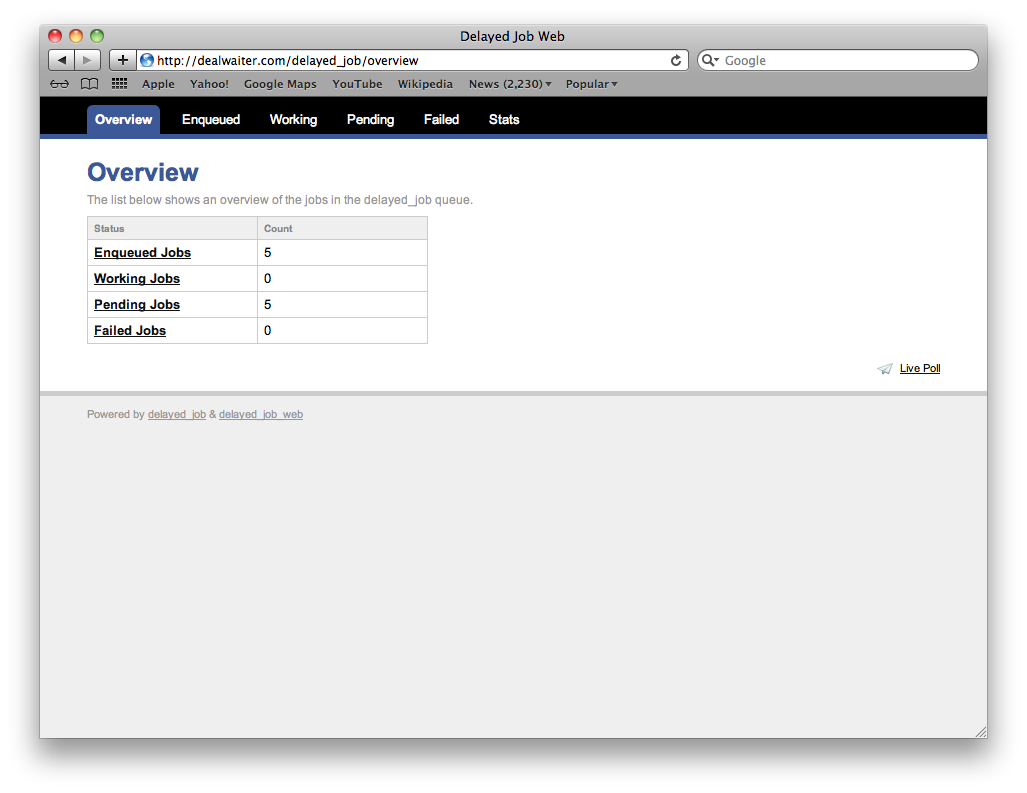 Delayed Job Web
http://dealwaiter.com/delayed_job/overview
Google
Apple Yahoo! Google Maps YouTube Wikipedia News (2,230) Popular
Overview Enqueued Working Pending Failed Stats
Overview
The list below shows an overview of the jobs in the delayed_job queue.
Status Count
Enqueued Jobs 5
Working Jobs 0
Pending Jobs 5
Failed Jobs 0
Live Poll
Powered by delayed_job & delayed_job_web